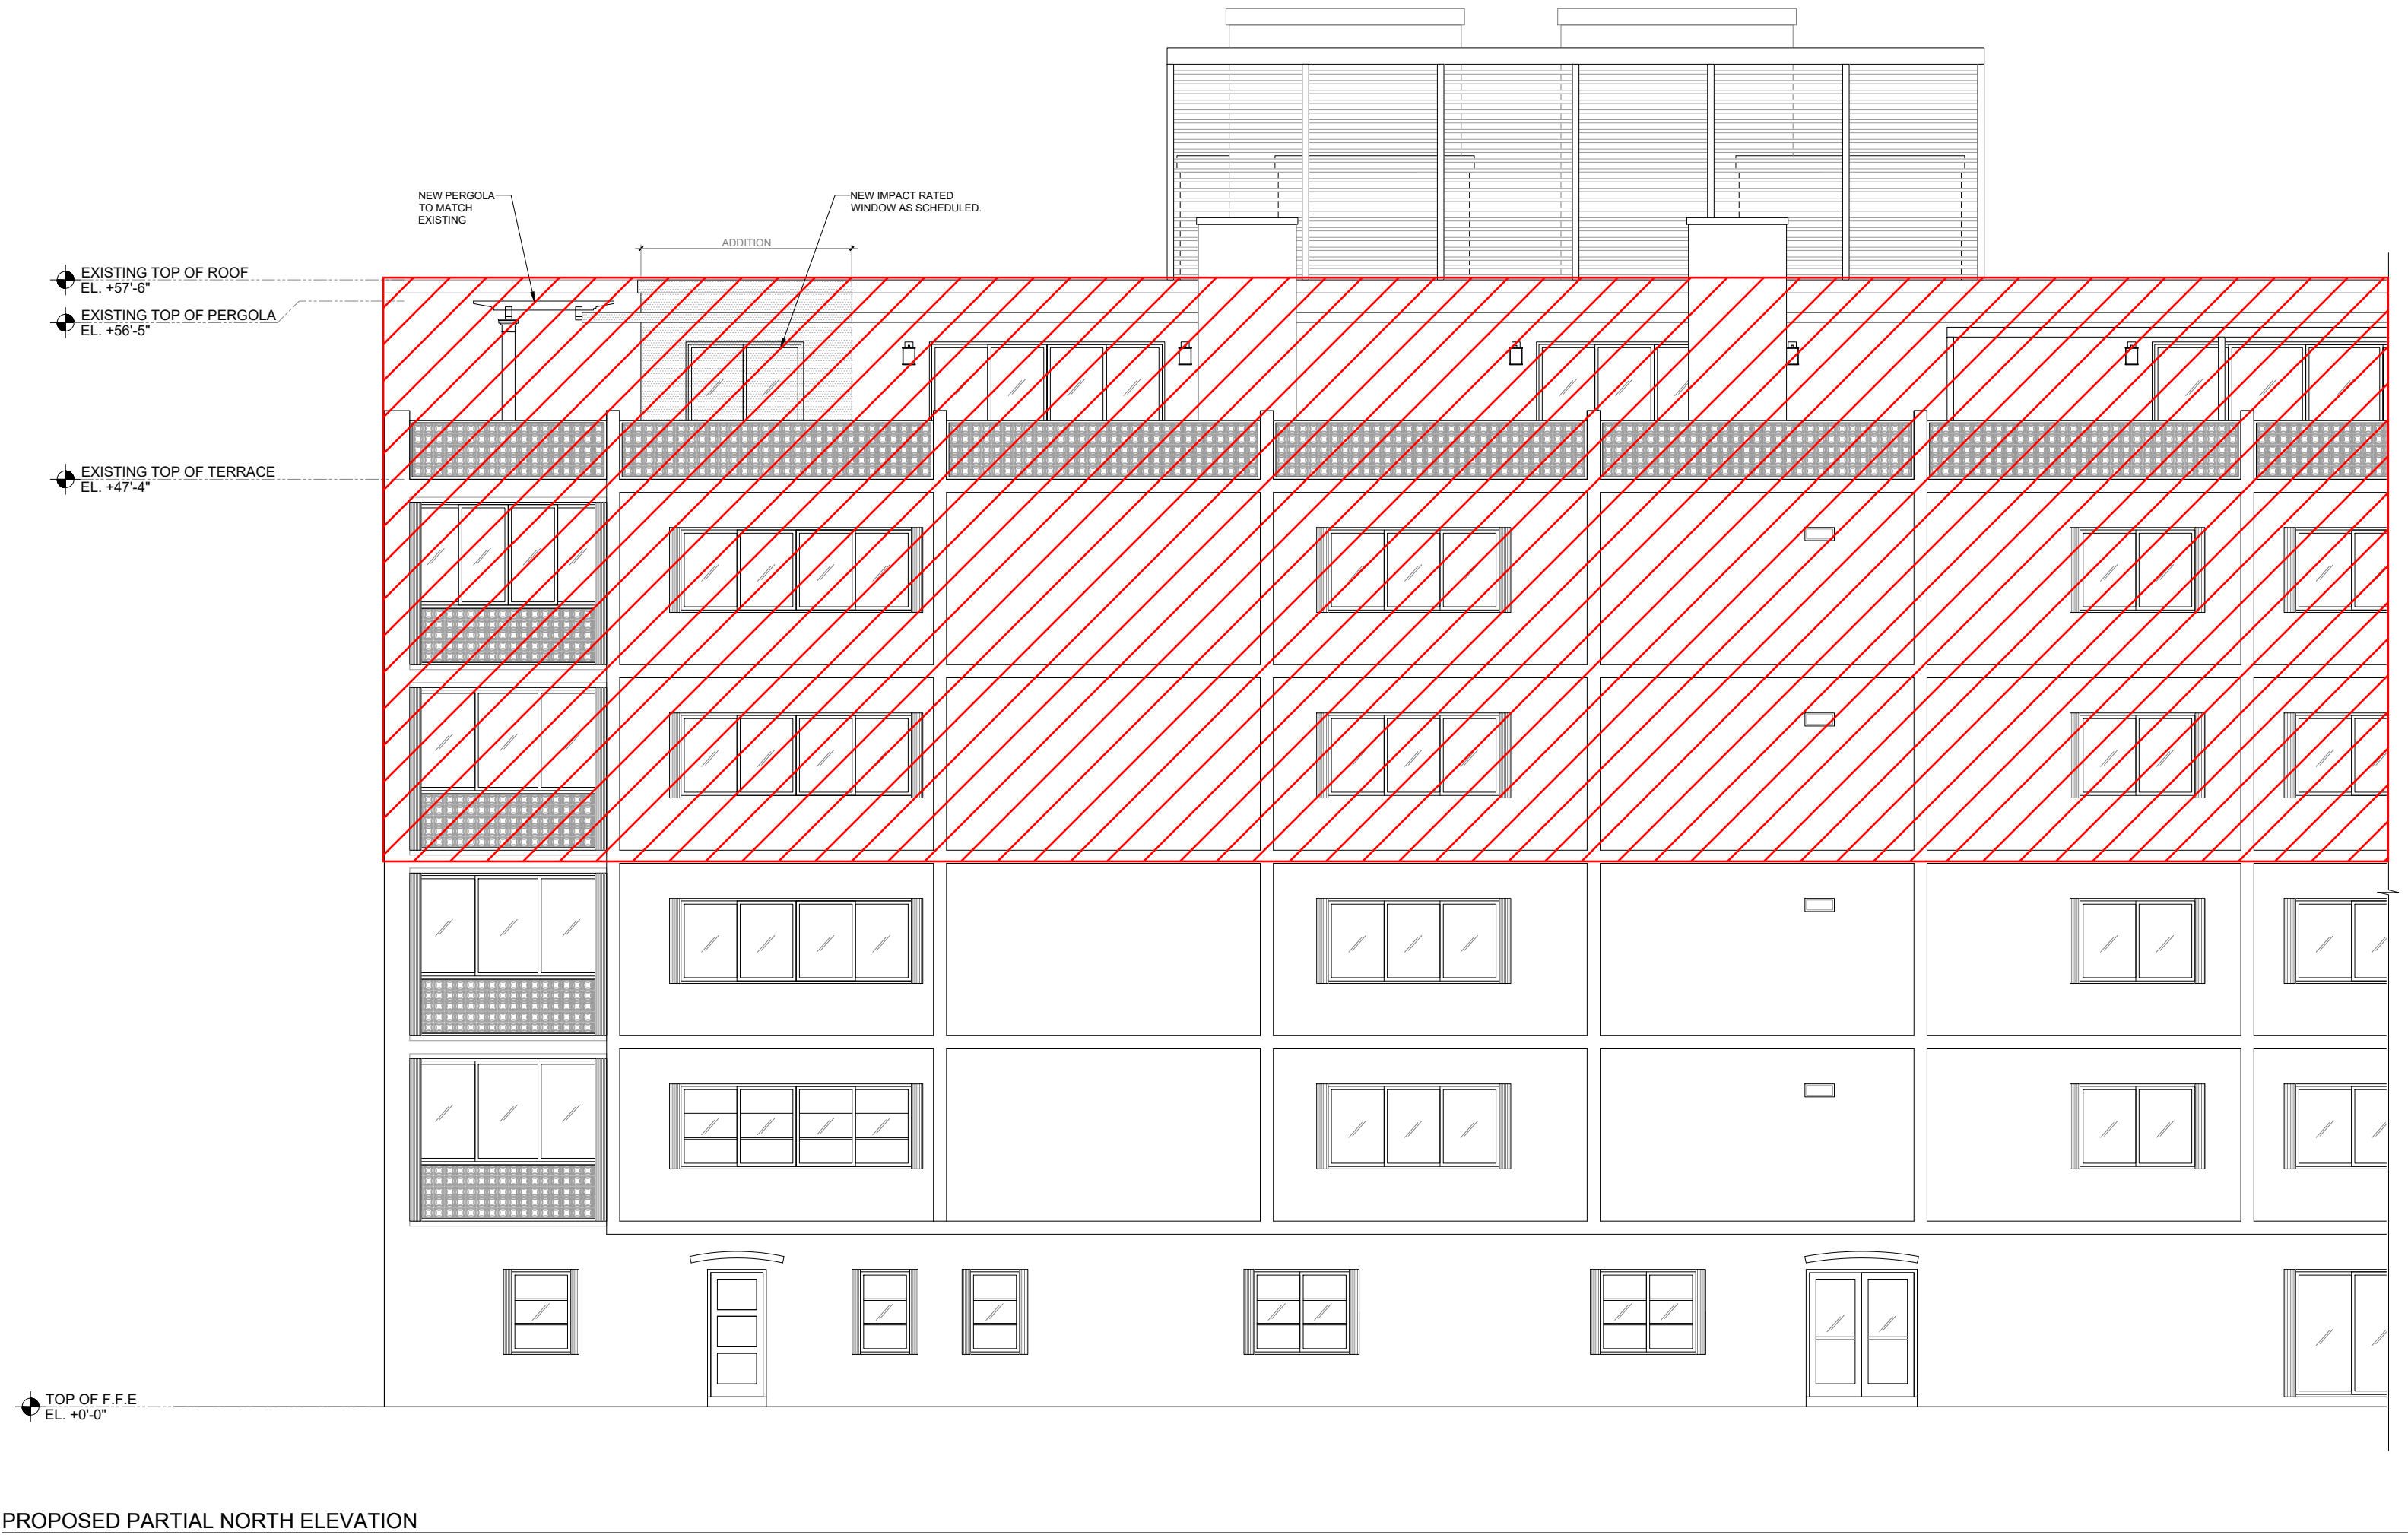 NEW PERGOLA
TO MATCH
EXISTING
NEW IMPACT RATED
WINDOW AS SCHEDULED.
ADDITION
EXISTING TOP OF ROOF
EL. +57'-6"
EXISTING TOP OF PERGOLA
EL. +56'-5"
EXISTING TOP OF TERRACE
EL. +47'-4"
TOP OF F.F.E
EL. +0'-0"
PROPOSED PARTIAL NORTH ELEVATION